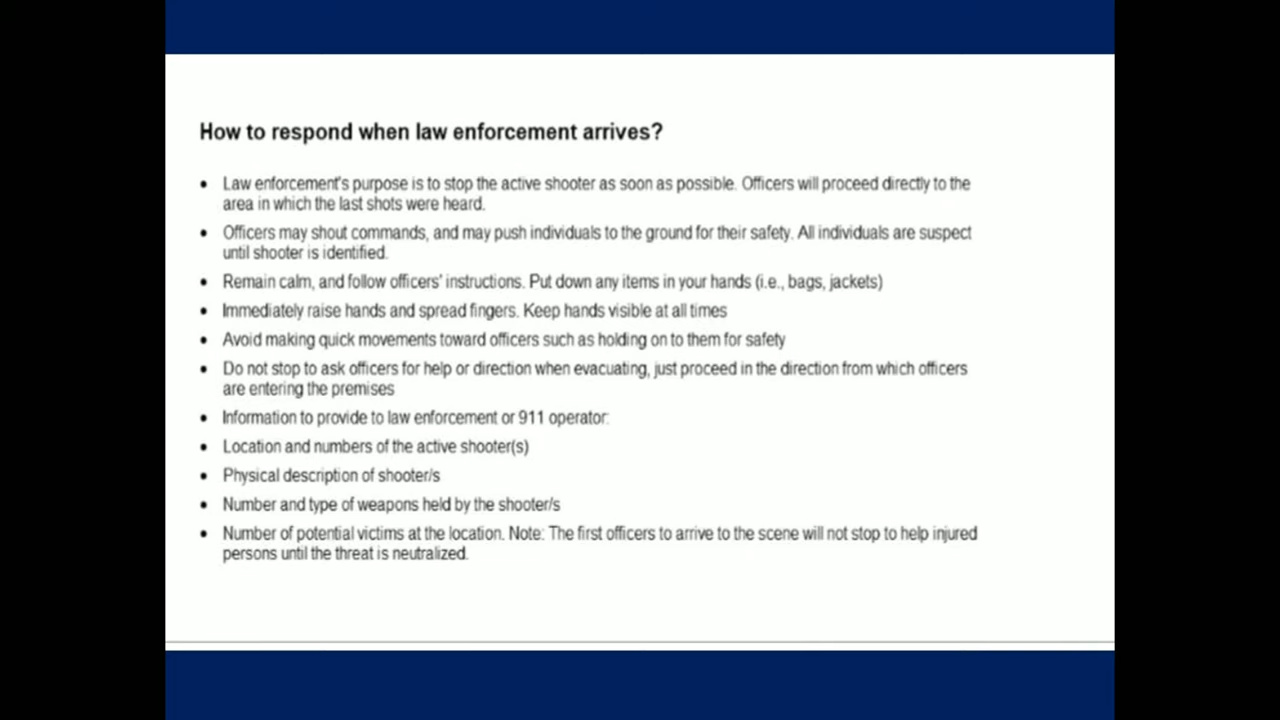 How to respond when law enforcement arrives?
• Law enforcement's purpose is to stop the active shooter as soon as possible. Officers will proceed directly to the
area in which the last shots were heard.
• Officers may shout commands, and may push individuals to the ground for their safety. All individuals are suspect
until shooter is identified.
• Remain calm, and follow officers' instructions. Put down any items in your hands (i.e., bags, jackets)
• Immediately raise hands and spread fingers. Keep hands visible at all times
• Avoid making quick movements toward officers such as holding on to them for safety
• Do not stop to ask officers for help or direction when evacuating, just proceed in the direction from which officers
are entering the premises
• Information to provide to law enforcement or 911 operator:
• Location and numbers of the active shooter(s)
• Physical description of shooter/s
• Number and type of weapons held by the shooter/s
• Number of potential victims at the location. Note: The first officers to arrive to the scene will not stop to help injured
persons until the threat is neutralized.